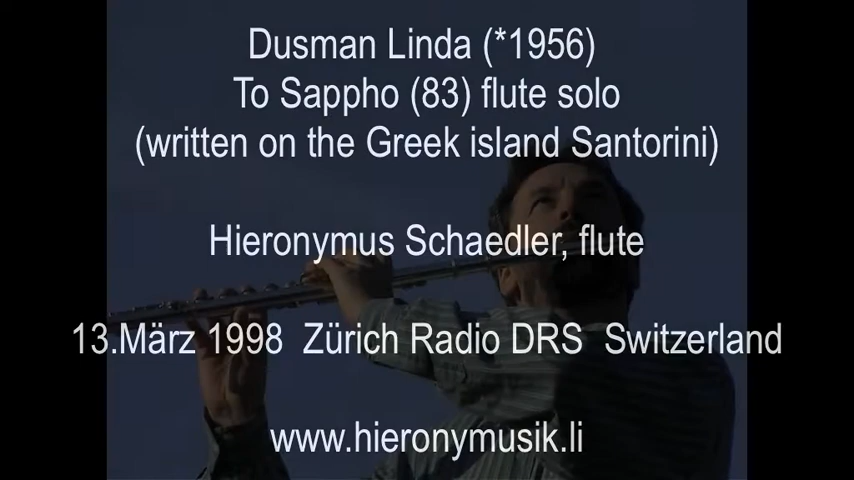 Dusman Linda (*1956)
To Sappho (83) flute solo
(written on the Greek island Santorini)
Hieronymus Schaedler, flute
13.März 1998 Zürich Radio DRS Switzerland
www.hieronymusik.li